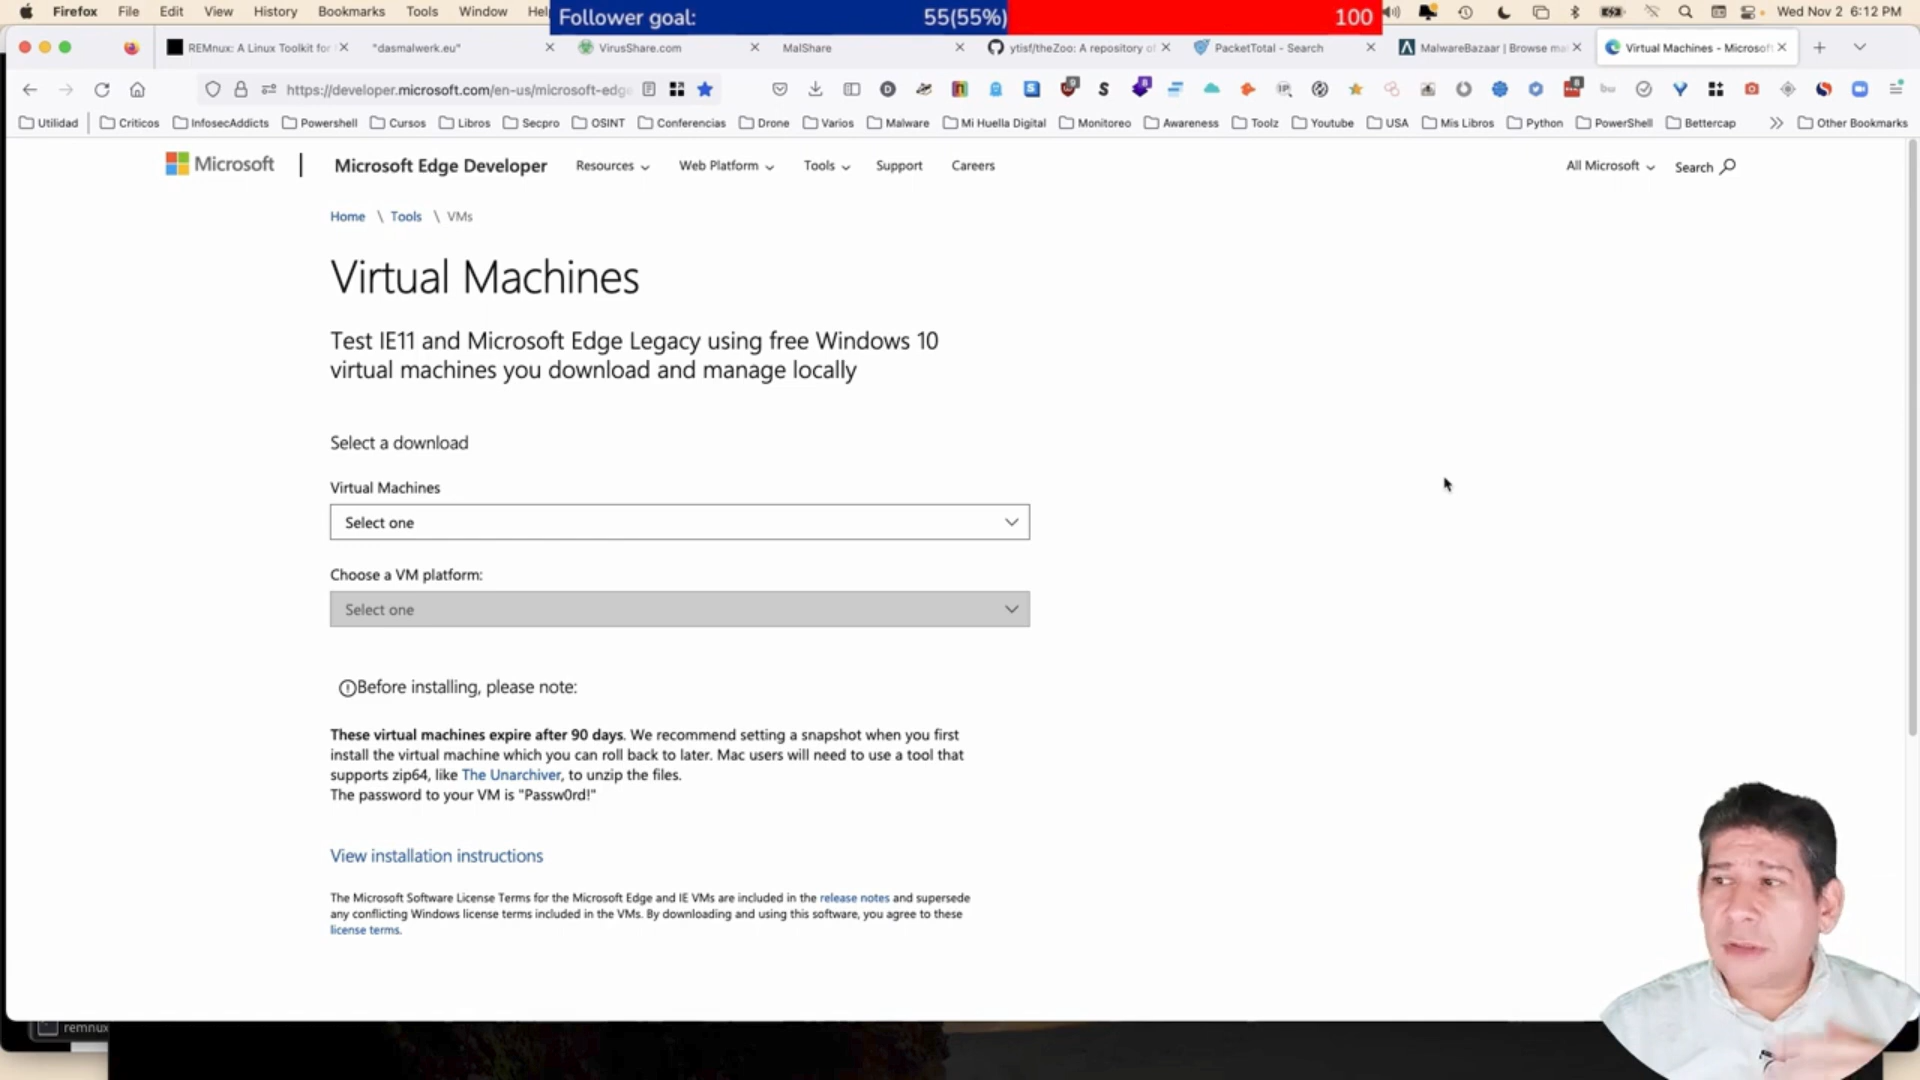 Firefox File Edit View History Bookmarks Tools Window Hel
Follower goal: 55(55%) 100
Wed Nov 2 6:12 PM
REMnux: A Linux Toolkit for
"dasmalwerk.eu"
VirusShare.com
MalShare
ytisf/theZoo: A repository of
PacketTotal - Search
MalwareBazaar | Browse ma
Virtual Machines - Microsoft
https://developer.microsoft.com/en-us/microsoft-edge
Utilidad Criticos InfosecAddicts Powershell Cursos Libros Secpro OSINT Conferencias Drone Varios Malware Mi Huella Digital Monitoreo Awareness Toolz Youtube USA Mis Libros Python PowerShell Bettercap Other Bookmarks
Microsoft | Microsoft Edge Developer Resources Web Platform Tools Support Careers All Microsoft Search
Home \ Tools \ VMs
Virtual Machines
Test IE11 and Microsoft Edge Legacy using free Windows 10
virtual machines you download and manage locally
Select a download
Virtual Machines
Select one
Choose a VM platform:
Select one
Before installing, please note:
These virtual machines expire after 90 days. We recommend setting a snapshot when you first
install the virtual machine which you can roll back to later. Mac users will need to use a tool that
supports zip64, like The Unarchiver, to unzip the files.
The password to your VM is "Passw0rd!"
View installation instructions
The Microsoft Software License Terms for the Microsoft Edge and IE VMs are included in the release notes and supersede
any conflicting Windows license terms included in the VMs. By downloading and using this software, you agree to these
license terms.
remnux